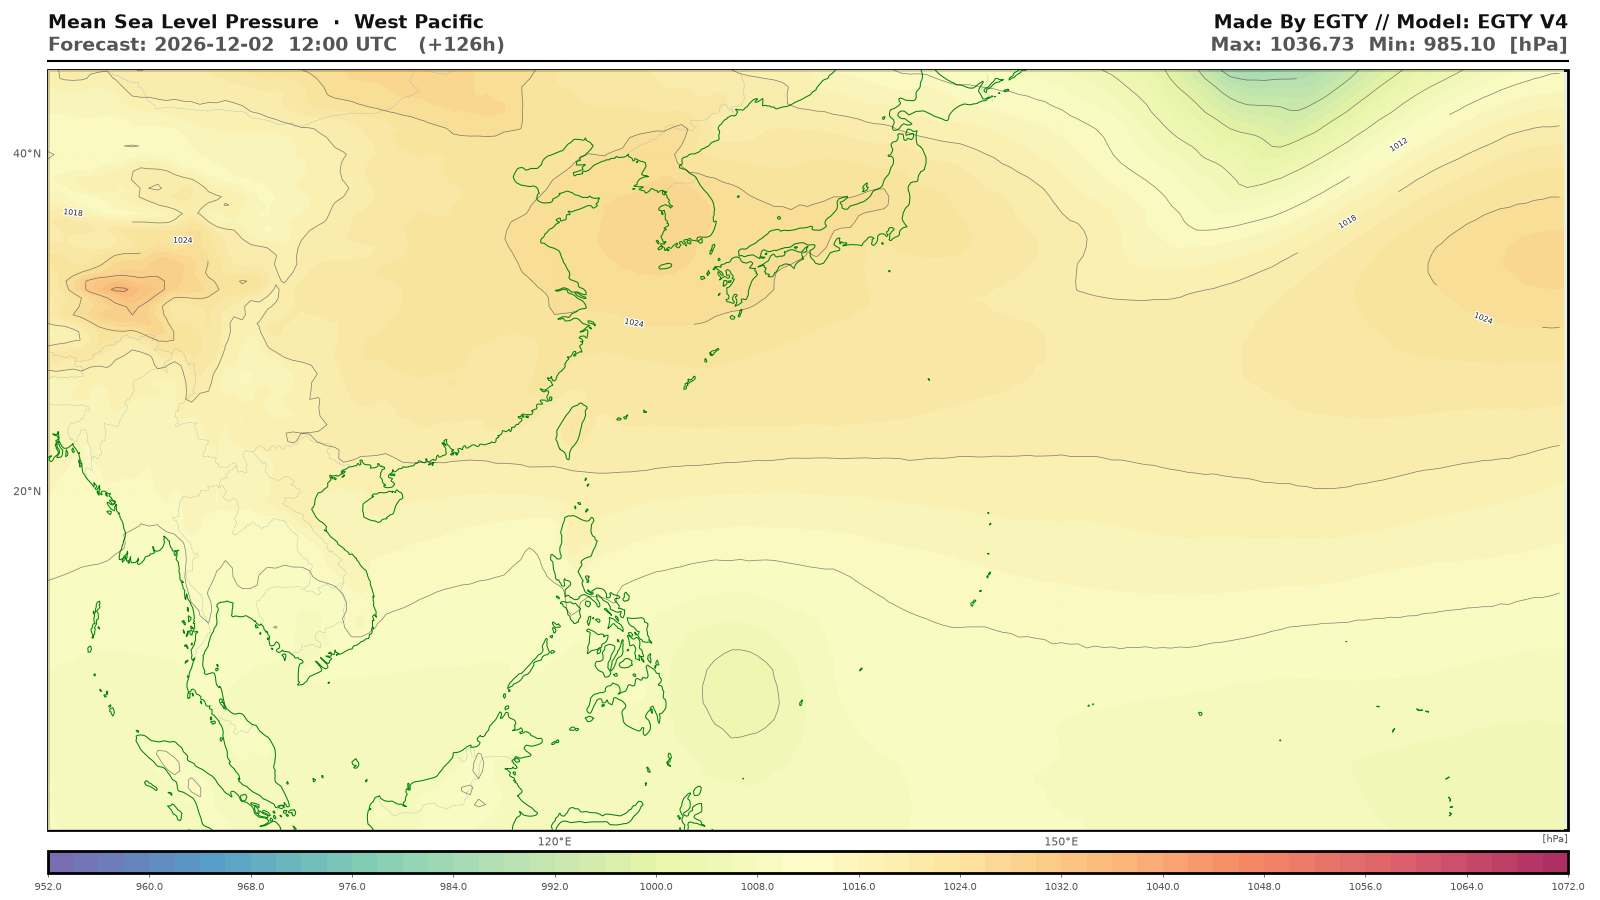 Mean Sea Level Pressure · West Pacific
Made By EGTY // Model: EGTY V4
Forecast: 2026-12-02 12:00 UTC (+126h)
Max: 1036.73 Min: 985.10 [hPa]
40°N
1012
1018
1018
1024
1024
1024
20°N
120°E
150°E
[hPa]
952.0 960.0 968.0 976.0 984.0 992.0 1000.0 1008.0 1016.0 1024.0 1032.0 1040.0 1048.0 1056.0 1064.0 1072.0